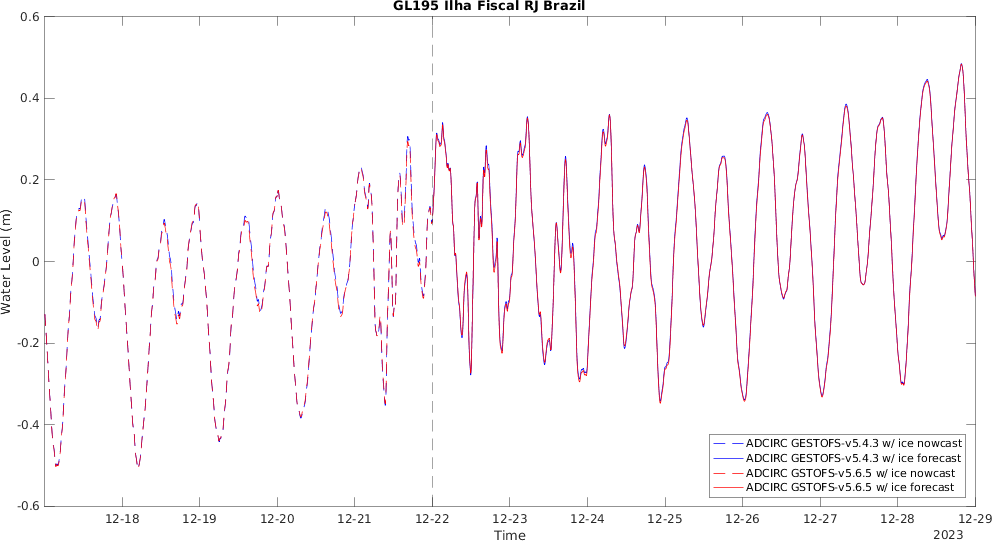 GL195 Ilha Fiscal RJ Brazil
0.6
0.4
0.2
0
-0.2
-0.4
-0.6
Water Level (m)
12-18
12-19
12-20
12-21
12-22
12-23
12-24
12-25
12-26
12-27
12-28
12-29
Time
2023
ADCIRC GESTOFS-v5.4.3 w/ ice nowcast
ADCIRC GESTOFS-v5.4.3 w/ ice forecast
ADCIRC GSTOFS-v5.6.5 w/ ice nowcast
ADCIRC GSTOFS-v5.6.5 w/ ice forecast